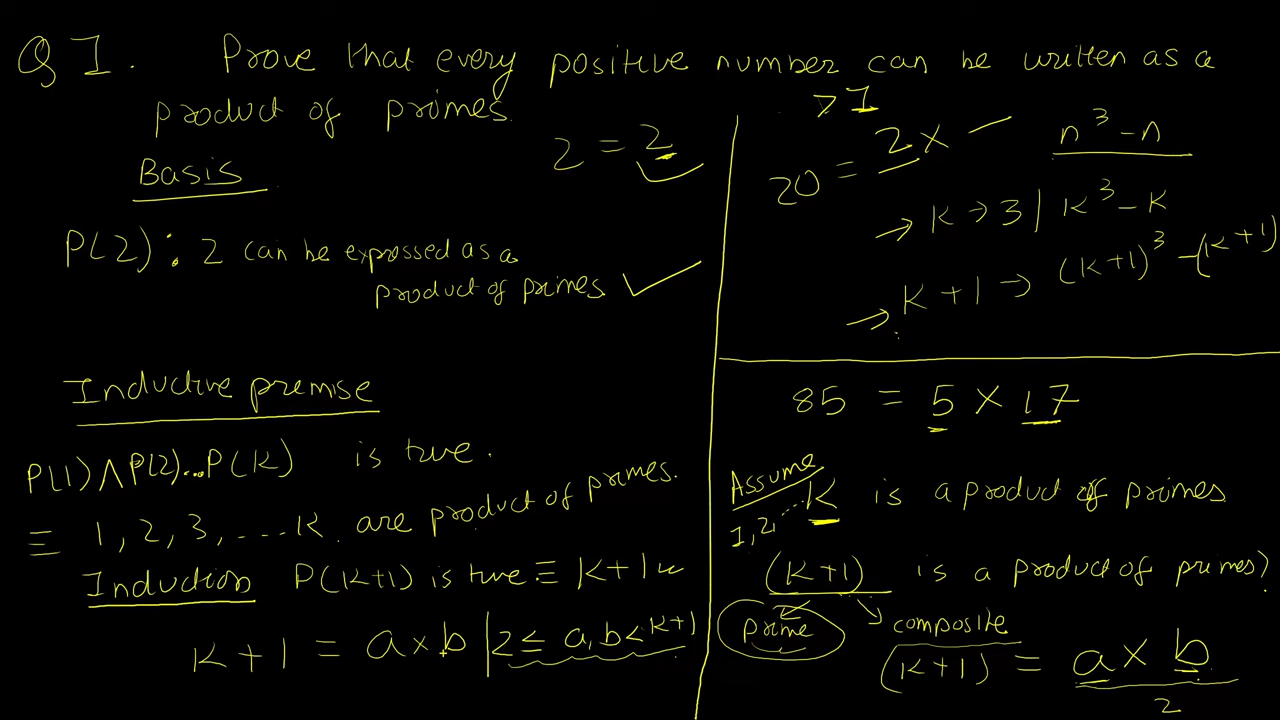 Q 1. Prove that every positive number can be written as a
> 1
product of primes.
Basis
2 = 2
P(2) : 2 can be expressed as a
product of primes
Inductive premise
P(1) ∧ P(2) ... P(K) is true.
≡ 1, 2, 3, .... K are product of primes.
Induction P(K+1) is true ≡ K+1
K+1 = a×b | 2 ≤ a, b < K+1
20 = 2 ×
n³ - n
→ K → 3 | K³ - K
→ K+1 → (K+1)³ - (K+1)
85 = 5 × 17
Assume
1, 2, .... K is a product of primes
(K+1) is a product of primes?
prime
composite
(K+1) = a × b
2